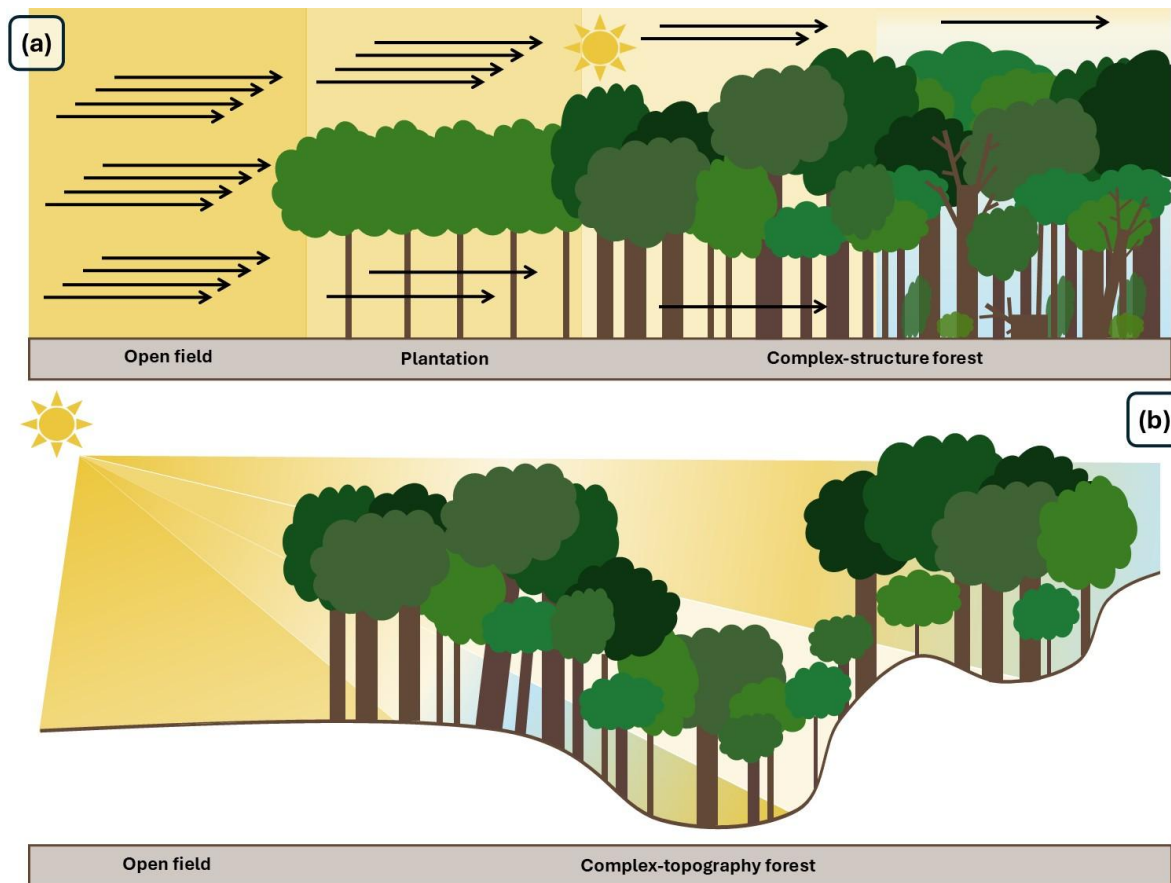 (a)
Open field
Plantation
Complex-structure forest
(b)
Open field
Complex-topography forest